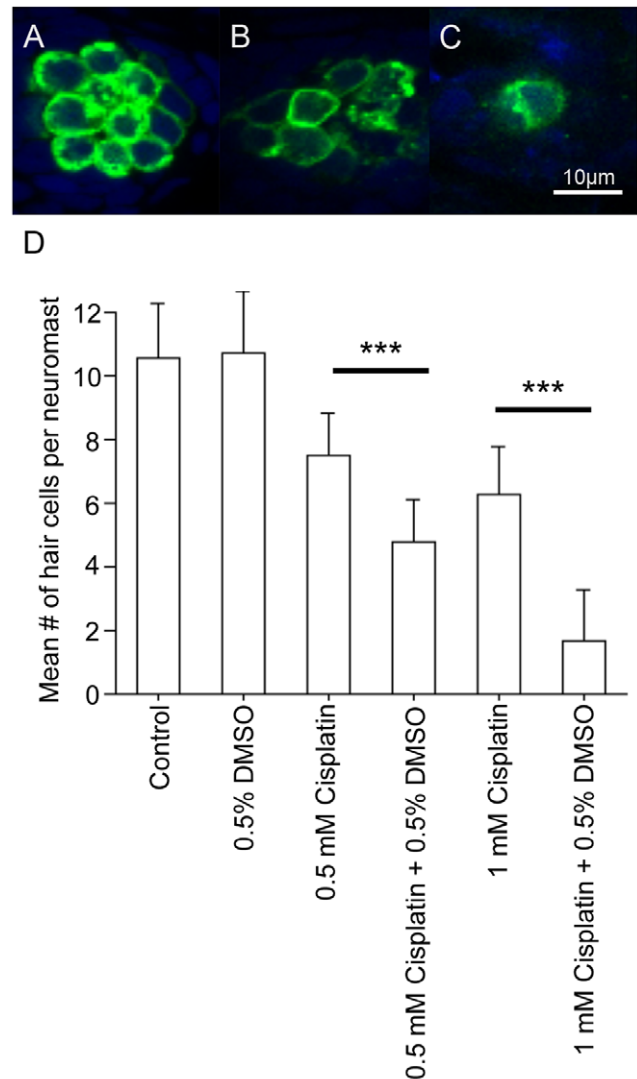 A
B
C
10µm
D
Mean # of hair cells per neuromast
12
10
8
6
4
2
0
***
***
Control
0.5% DMSO
0.5 mM Cisplatin
0.5 mM Cisplatin + 0.5% DMSO
1 mM Cisplatin
1 mM Cisplatin + 0.5% DMSO